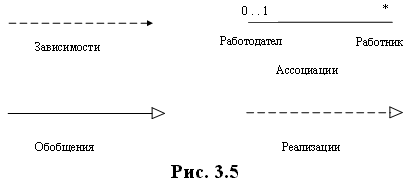 0 . . 1 *
Зависимости
Работодател Работник
Ассоциации
Обобщения
Реализации
Рис. 3.5